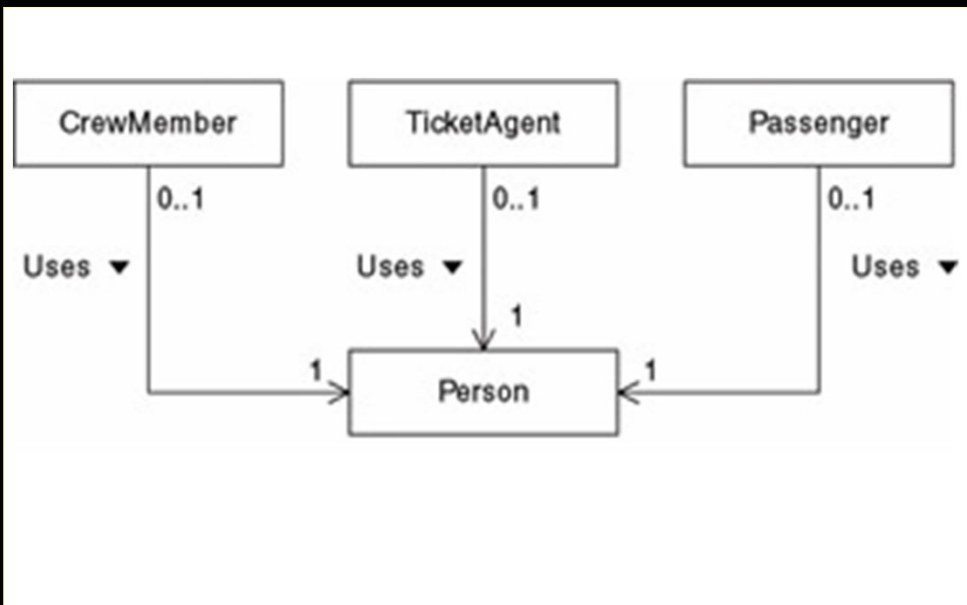 CrewMember
TicketAgent
Passenger
0..1
0..1
0..1
Uses
Uses
Uses
1
1
1
Person